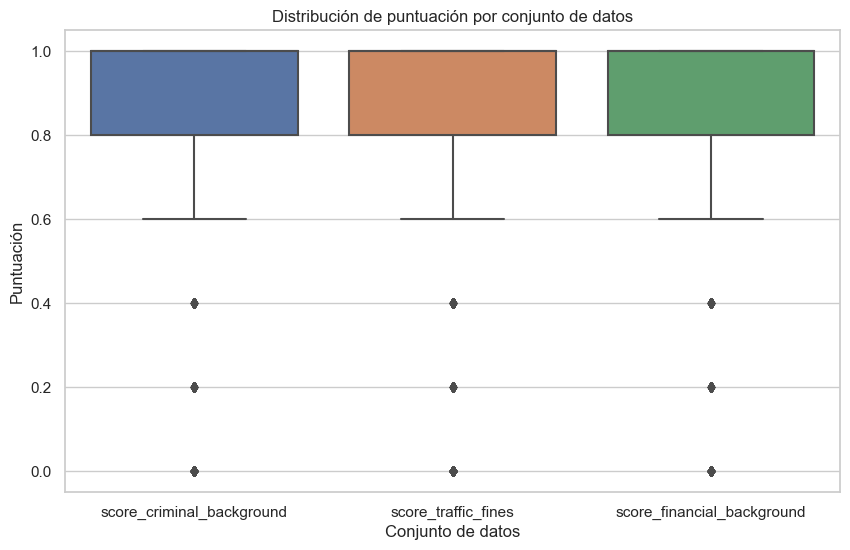 Distribución de puntuación por conjunto de datos
Puntuación
1.0
0.8
0.6
0.4
0.2
0.0
score_criminal_background
score_traffic_fines
score_financial_background
Conjunto de datos